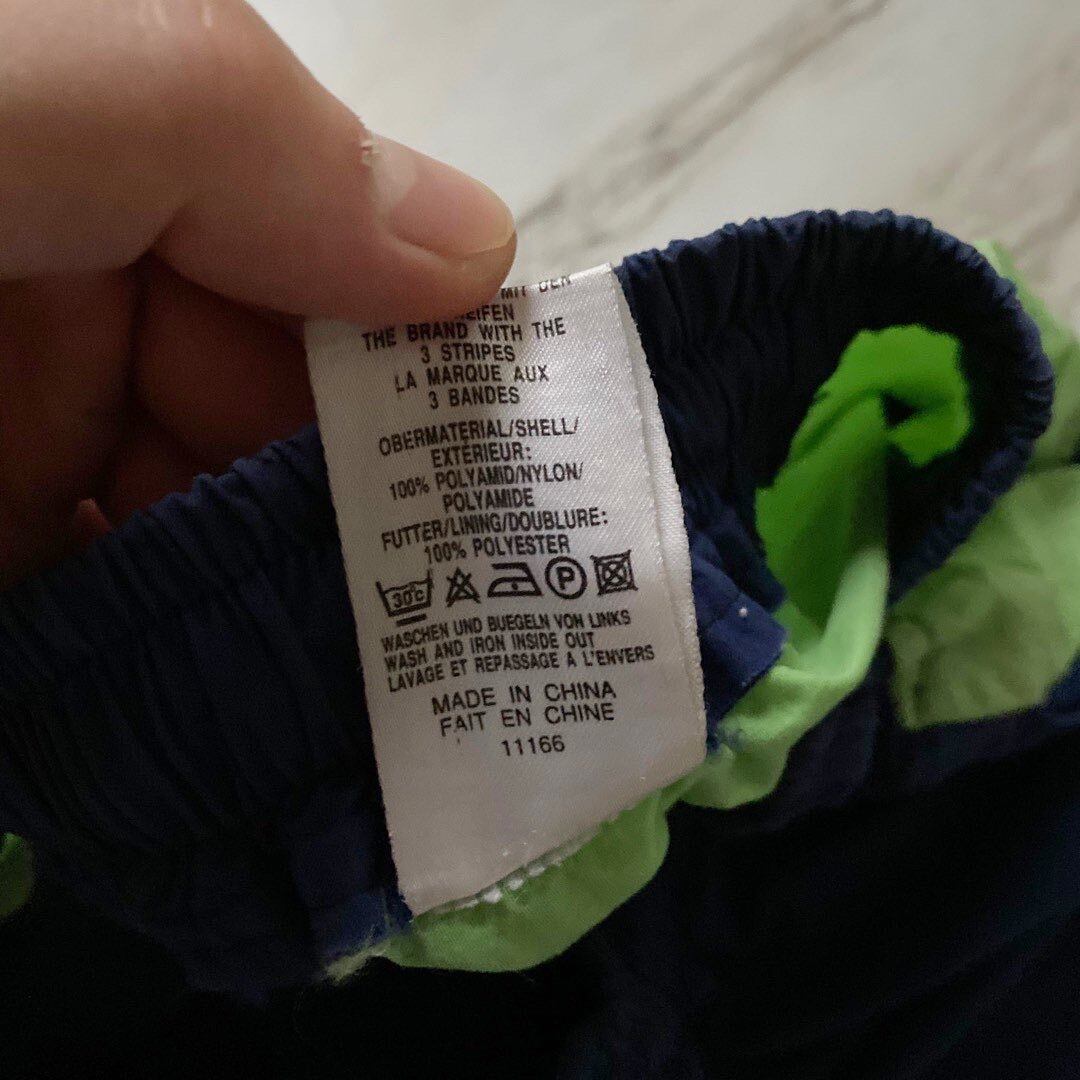 MIT DER
THE BRAND WITH THE
3 STRIPES
LA MARQUE AUX
3 BANDES
OBERMATERIAL/SHELL/
EXTÉRIEUR:
100% POLYAMID/NYLON/
POLYAMIDE
FUTTER/LINING/DOUBLURE:
100% POLYESTER
30°C P
WASCHEN UND BUEGELN VON LINKS
WASH AND IRON INSIDE OUT
LAVAGE ET REPASSAGE A L'ENVERS
MADE IN CHINA
FAIT EN CHINE
11166